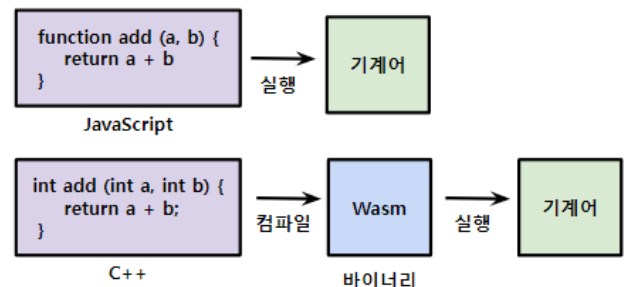 function add (a, b) {
return a + b
}
실행
기계어
JavaScript
int add (int a, int b) {
return a + b;
}
컴파일
Wasm
실행
기계어
C++
바이너리